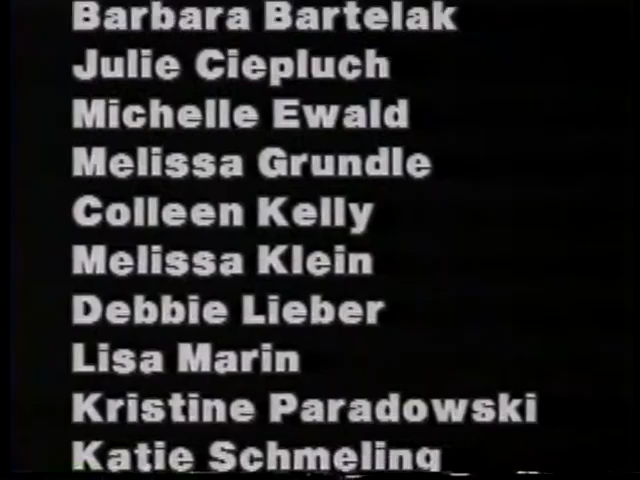 Barbara Bartelak
Julie Ciepluch
Michelle Ewald
Melissa Grundle
Colleen Kelly
Melissa Klein
Debbie Lieber
Lisa Marin
Kristine Paradowski
Katie Schmeling